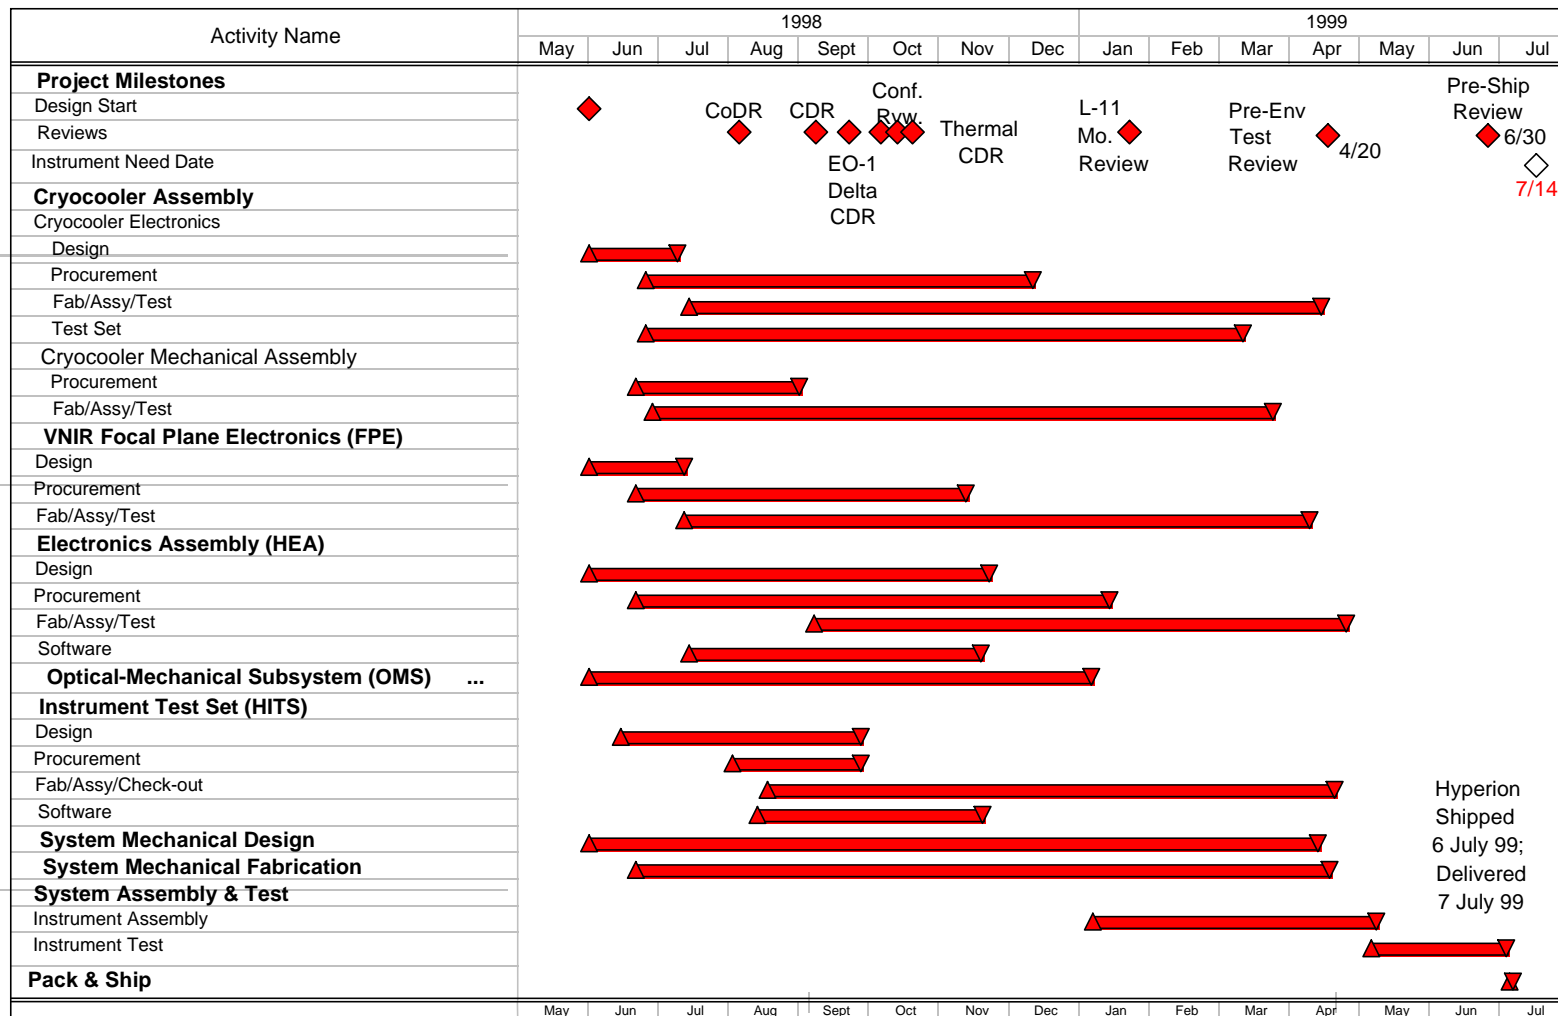 Activity Name
1998
1999
May Jun Jul Aug Sept Oct Nov Dec Jan Feb Mar Apr May Jun Jul
Project Milestones
Design Start
Reviews
Instrument Need Date
CoDR
CDR
EO-1
Delta
CDR
Conf.
Rvw.
Thermal
CDR
L-11
Mo.
Review
Pre-Env
Test
Review
4/20
Pre-Ship
Review
6/30
7/14
Cryocooler Assembly
Cryocooler Electronics
Design
Procurement
Fab/Assy/Test
Test Set
Cryocooler Mechanical Assembly
Procurement
Fab/Assy/Test
VNIR Focal Plane Electronics (FPE)
Design
Procurement
Fab/Assy/Test
Electronics Assembly (HEA)
Design
Procurement
Fab/Assy/Test
Software
Optical-Mechanical Subsystem (OMS) ...
Instrument Test Set (HITS)
Design
Procurement
Fab/Assy/Check-out
Software
System Mechanical Design
System Mechanical Fabrication
System Assembly & Test
Instrument Assembly
Instrument Test
Pack & Ship
Hyperion
Shipped
6 July 99;
Delivered
7 July 99
May Jun Jul Aug Sept Oct Nov Dec Jan Feb Mar Apr May Jun Jul